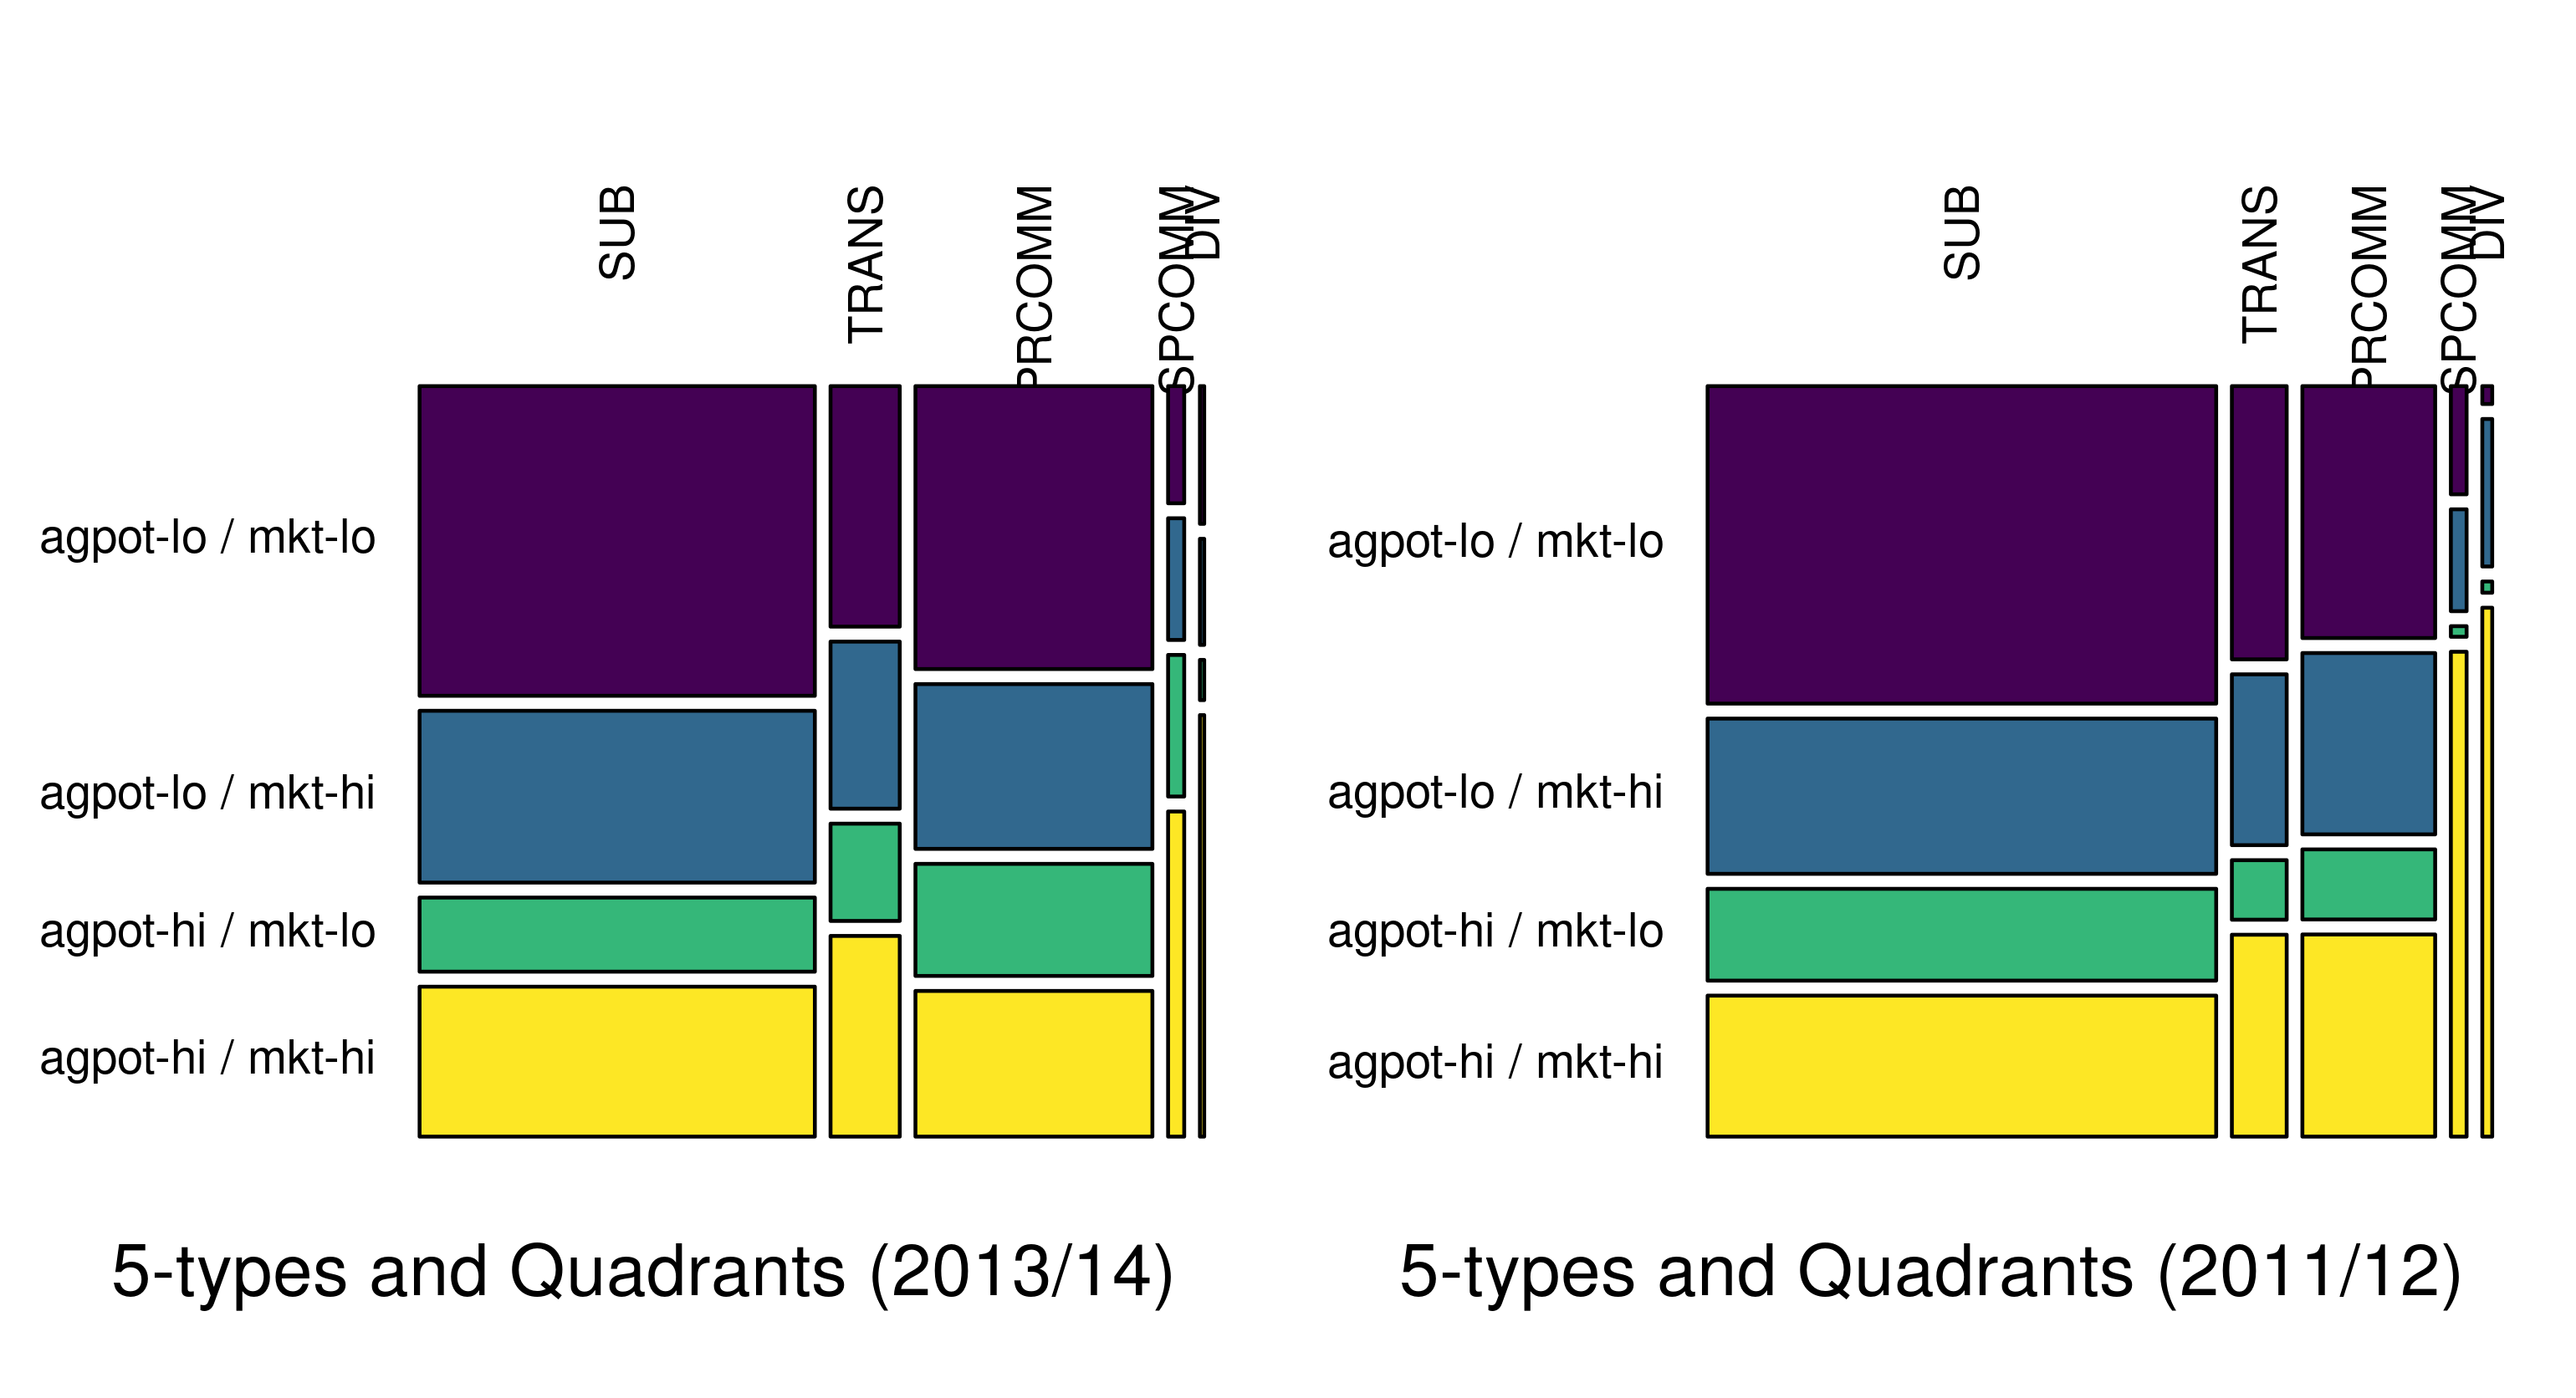 SUB
TRANS
PRCOMM
SPCOMM
DIV
agpot-lo / mkt-lo
agpot-lo / mkt-hi
agpot-hi / mkt-lo
agpot-hi / mkt-hi
5-types and Quadrants (2013/14)
SUB
TRANS
PRCOMM
SPCOMM
DIV
agpot-lo / mkt-lo
agpot-lo / mkt-hi
agpot-hi / mkt-lo
agpot-hi / mkt-hi
5-types and Quadrants (2011/12)